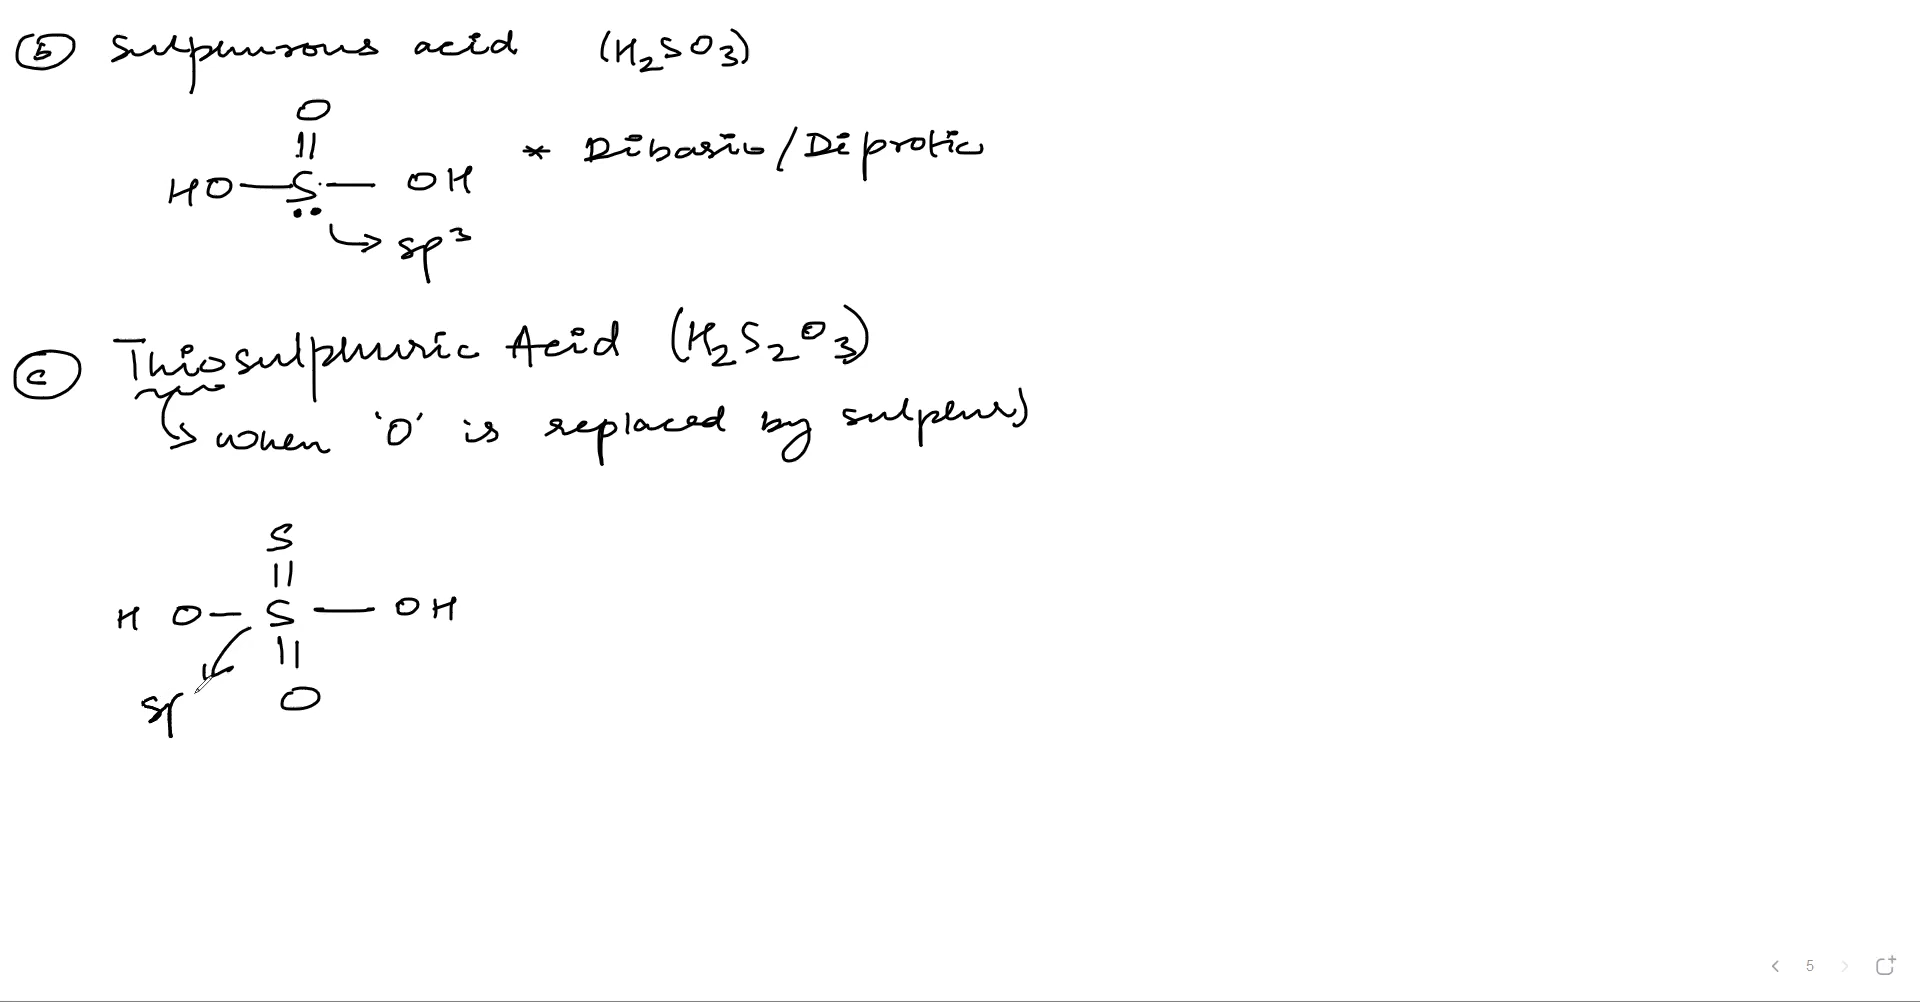 (b) Sulphurous acid (H₂SO₃)
O
||
HO—S—OH * Dibasic/Diprotic
sp³
(c) Thiosulphuric Acid (H₂S₂O₃)
when 'O' is replaced by sulphur)
S
||
H O—S—OH
||
sp O
5